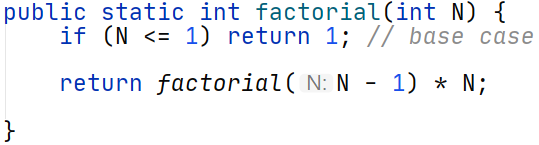 public static int factorial(int N) {
    if (N <= 1) return 1; // base case
    return factorial( N: N - 1) * N;
}